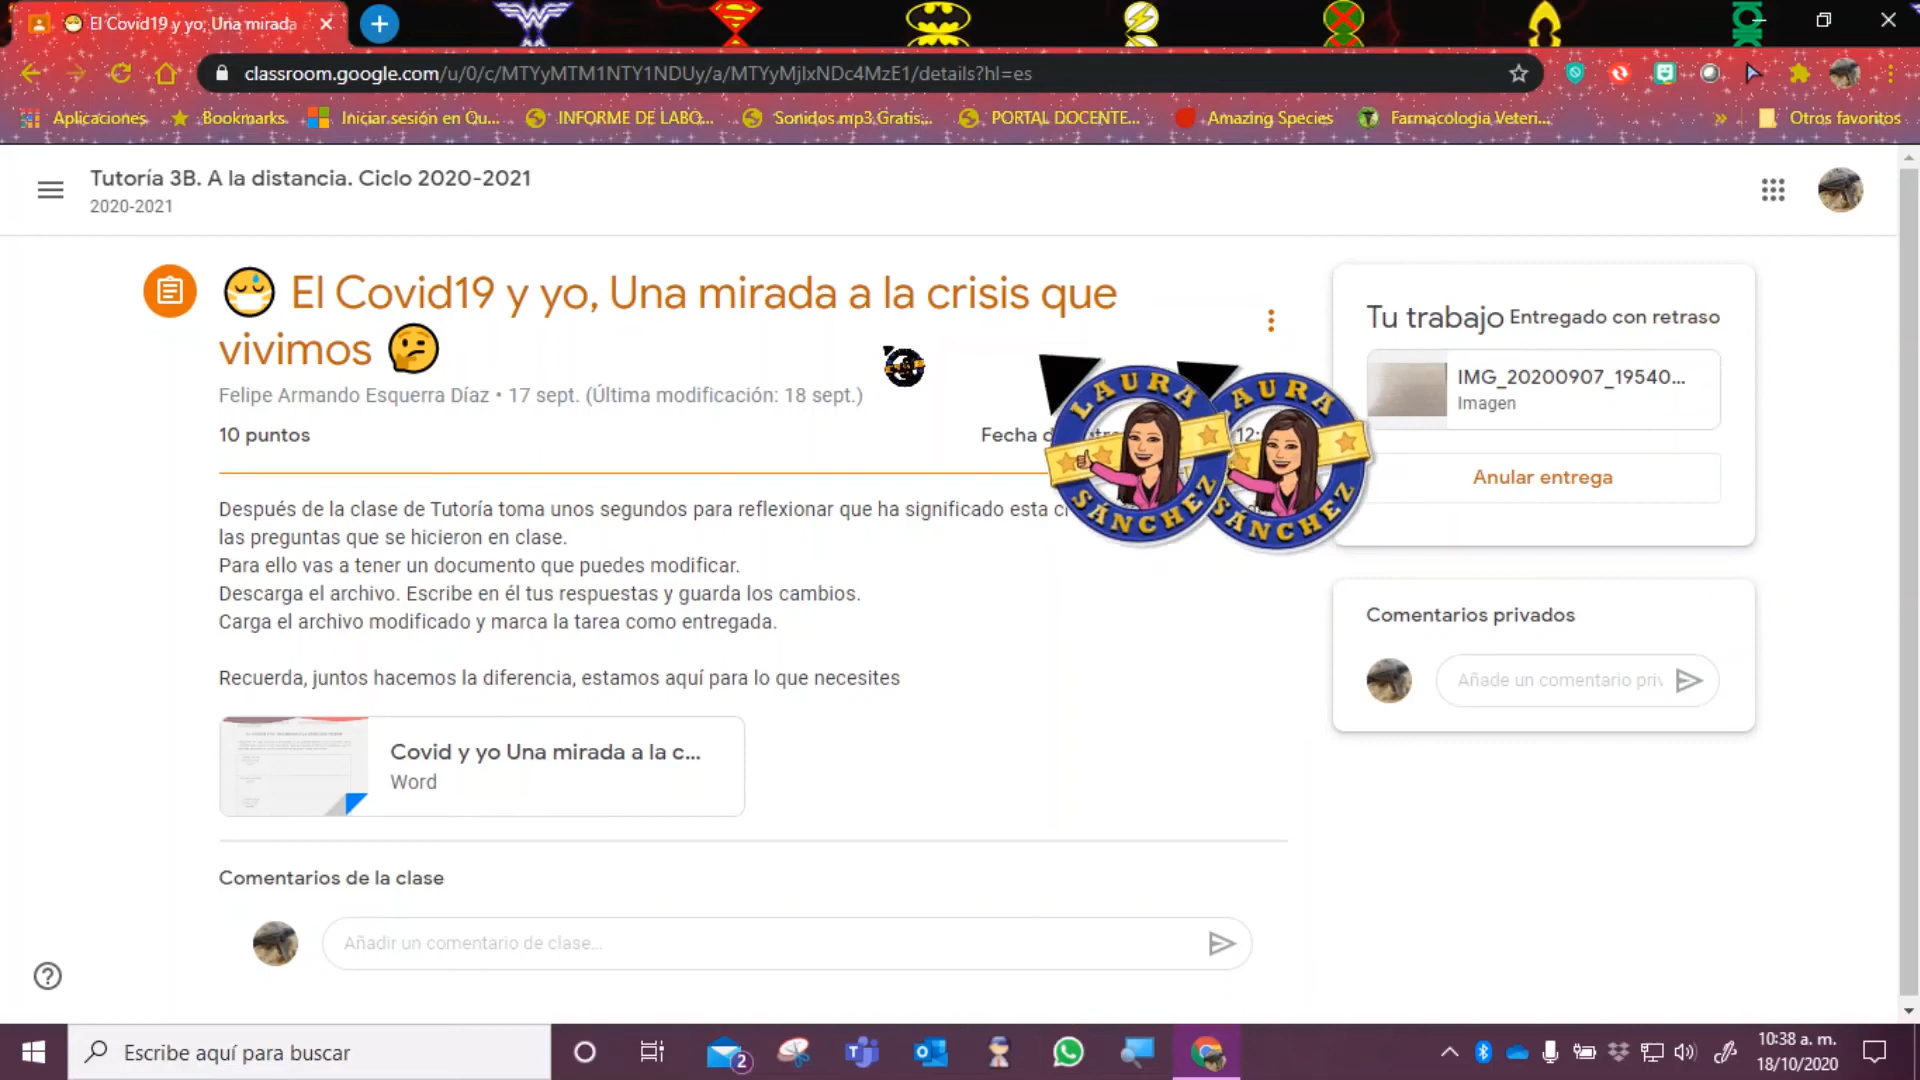 El Covid19 y yo, Una mirada
classroom.google.com/u/0/c/MTYyMTM1NTY1NDUy/a/MTYyMjIxNDc4MzE1/details?hl=es
Aplicaciones
Bookmarks
Iniciar sesión en Ou...
INFORME DE LABO...
Sonidos mp3 Gratis...
PORTAL DOCENTE...
Amazing Species
Farmacologia Veteri...
Otros favoritos
Tutoría 3B. A la distancia. Ciclo 2020-2021
2020-2021
El Covid19 y yo, Una mirada a la crisis que
vivimos
Felipe Armando Esquerra Díaz • 17 sept. (Última modificación: 18 sept.)
10 puntos
Fecha d
12:
LAURA
SÁNCHEZ
AURA
SÁNCHEZ
Después de la clase de Tutoría toma unos segundos para reflexionar que ha significado esta c
las preguntas que se hicieron en clase.
Para ello vas a tener un documento que puedes modificar.
Descarga el archivo. Escribe en él tus respuestas y guarda los cambios.
Carga el archivo modificado y marca la tarea como entregada.
Recuerda, juntos hacemos la diferencia, estamos aquí para lo que necesites
Covid y yo Una mirada a la c...
Word
Comentarios de la clase
Añadir un comentario de clase...
Tu trabajo Entregado con retraso
IMG_20200907_19540...
Imagen
Anular entrega
Comentarios privados
Añade un comentario priv
Escribe aquí para buscar
2
10:38 a. m.
18/10/2020